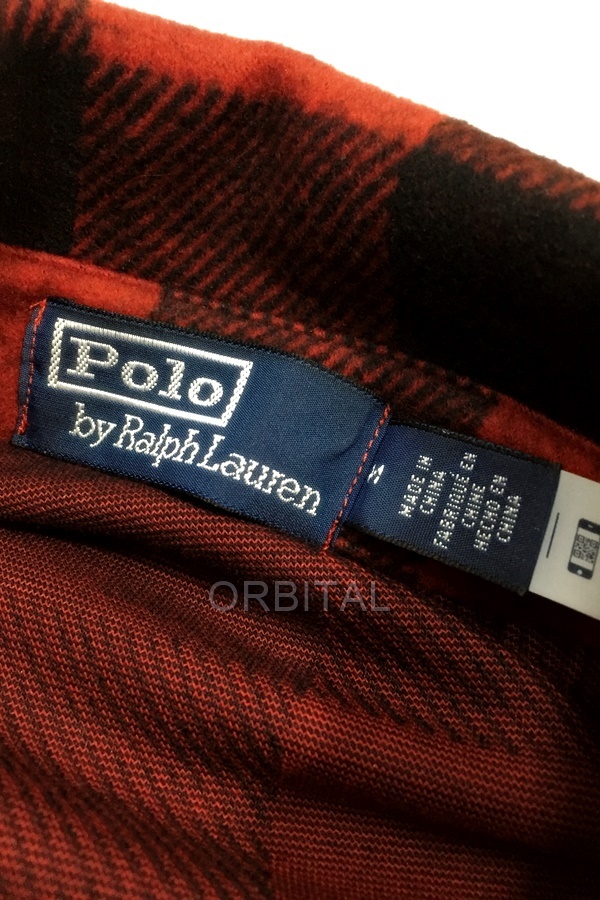 Polo
by Ralph Lauren
M
MADE IN
CHINA
FABRIQUÉ EN
CHINE
HECHO EN
CHINA
ORBITAL